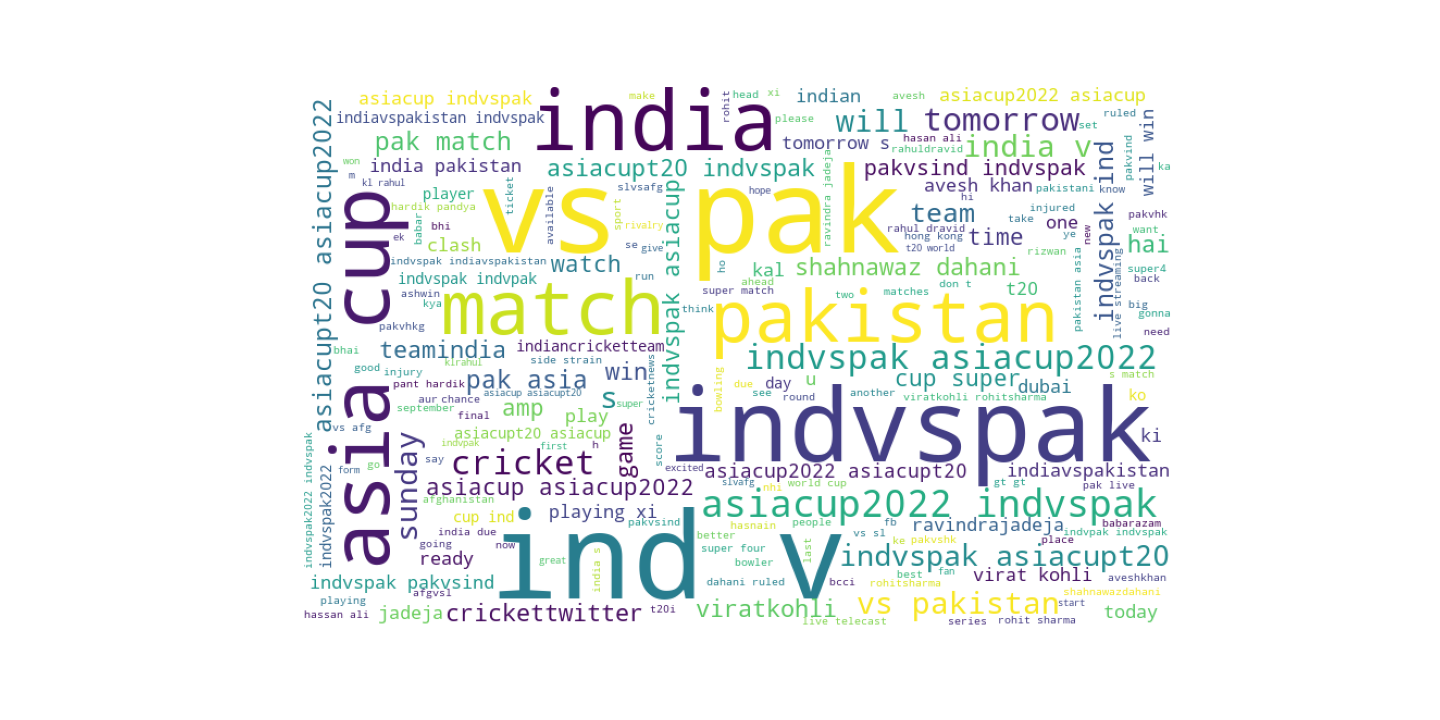 india
vs pak
asia cup
match
pakistan
indvspak
ind v
asiacup indvspak
indiavspakistan indvspak
pak match
india pakistan
asiacupt20 indvspak
asiacupt20 asiacup2022
make
rohit
head
xi
please
indian
avesh
asiacup2022 asiacup
will
tomorrow
tomorrow s
hasan ali
rahuldravid
india v
set
ruled
will win
pakvind
ka
won
m
kl rahul
hardik pandya
player
ticket
available
slvsafg
sport
rivalry
hope
ravindra jadeja
pakvsind indvspak
avesh khan
pakistani
know
hi
indvspak ind
team
take
injured
one
ye
new
want
pakvhk
hai
babar
bhi
ek
clash
se
give
indvspak asiacup
rahul dravid
hong kong
t20 world
time
rizwan
indvspak indiavspakistan
watch
ho
kal
shahnawaz dahani
pakistan asia
live streaming
super4
back
indvspak indvpak
run
ahead
super match
two
matches
don t
t20
big
gonna
ashwin
kya
think
need
pakvhkg
bhai
teamindia
indiancricketteam
klrahul
side strain
cricketnews
indvspak asiacup2022
good
injury
pant hardik
pak asia
win
bowling
due
day
see
u
round
cup super
another
dubai
s match
ko
viratkohli rohitsharma
aur
chance
asiacup asiacupt20
s
super
september
final
amp
play
vs afg
sunday
asiacupt20 asiacup
indvpak
first
h
game
score
ki
indvspak2022 indvspak
indvspak2022
form
go
say
cricket
excited
asiacup2022 asiacupt20
indiavspakistan
asiacup asiacup2022
slvafg
nhi
world cup
gt gt
pak live
afghanistan
cup ind
playing xi
pakvsind
asiacup2022 indvspak
india due
going
now
hasnain
people
better
last
fb
ravindrajadeja
babarazam
vs sl
ke
pakvshk
place
indvpak indvspak
ready
great
india s
super four
bowler
indvspak asiacupt20
indvspak pakvsind
afgvsl
dahani ruled
bcci
best
fan
rohitsharma
virat kohli
aveshkhan
shahnawazdahani
playing
hassan ali
jadeja
crickettwitter
t20i
viratkohli
live telecast
vs pakistan
start
series
rohit sharma
today